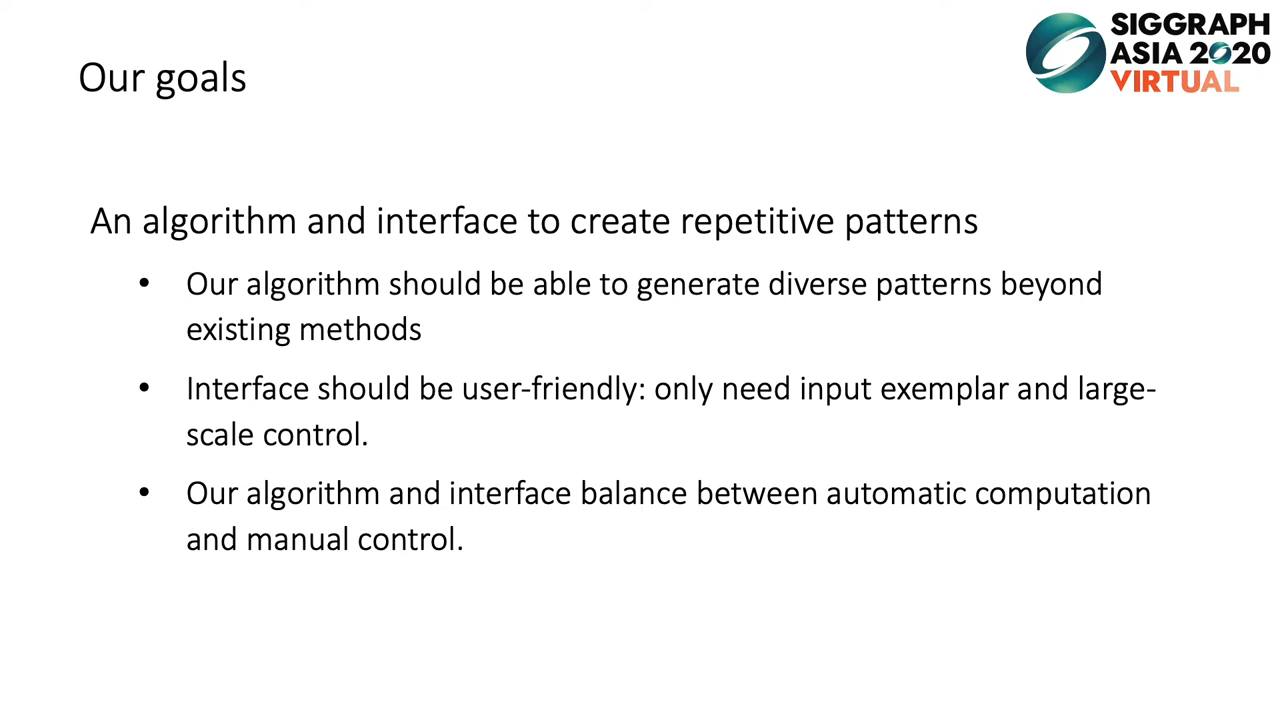 SIGGRAPH
ASIA 2020
VIRTUAL
Our goals
An algorithm and interface to create repetitive patterns
• Our algorithm should be able to generate diverse patterns beyond
existing methods
• Interface should be user-friendly: only need input exemplar and large-
scale control.
• Our algorithm and interface balance between automatic computation
and manual control.